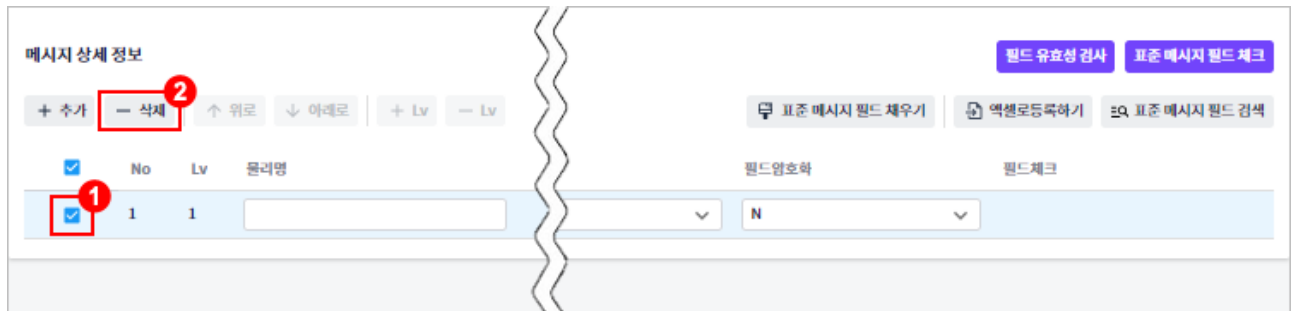 메시지 상세 정보
필드 유효성 검사 표준 메시지 필드 체크
+ 추가 — 삭제 2 ↑ 위로 ↓ 아래로 + Lv — Lv 표준 메시지 필드 채우기 엑셀로등록하기 표준 메시지 필드 검색
No Lv 물리명 필드암호화 필드체크
1 1 1 N